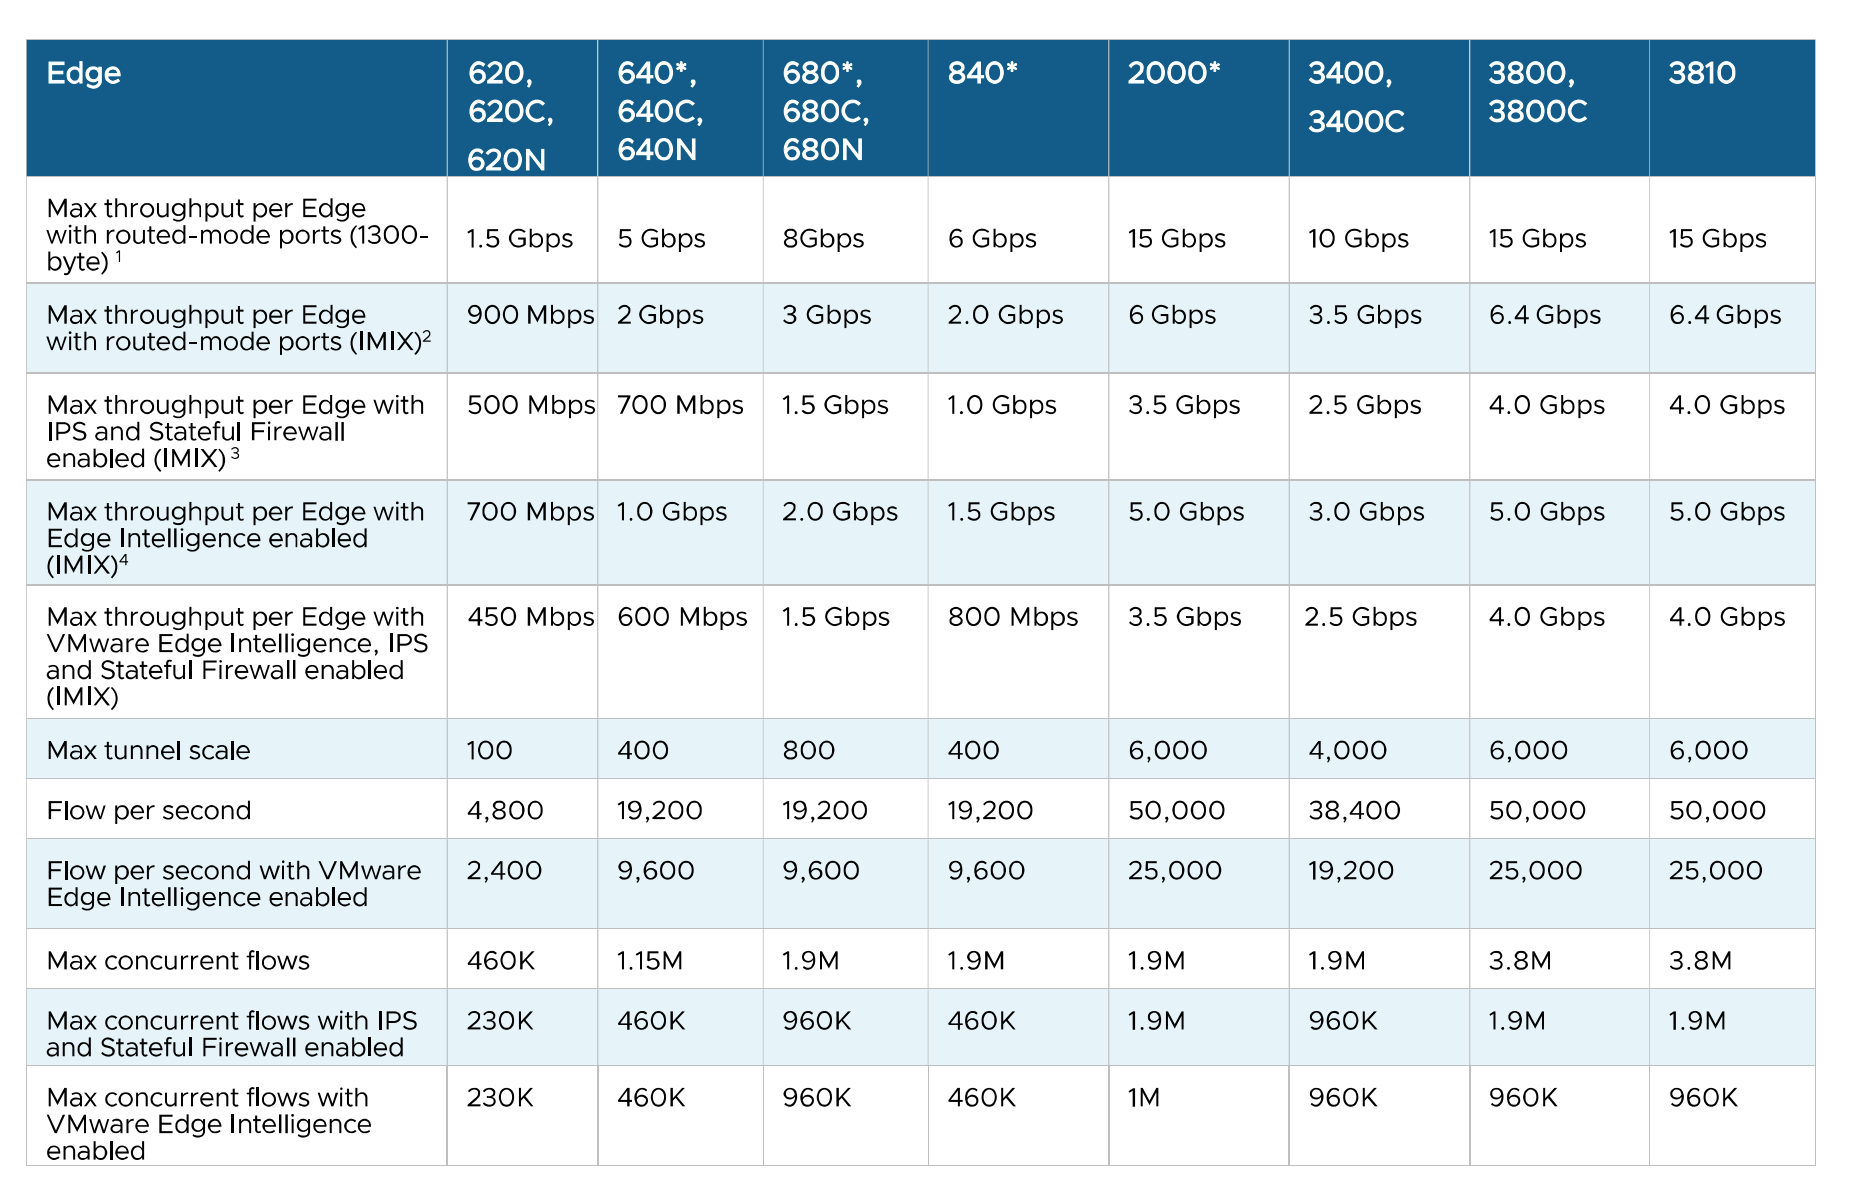 Edge 620, 640*, 680*, 840* 2000* 3400, 3800, 3810
620C, 640C, 680C, 3400C 3800C
620N 640N 680N
Max throughput per Edge
with routed-mode ports (1300- 1.5 Gbps 5 Gbps 8Gbps 6 Gbps 15 Gbps 10 Gbps 15 Gbps 15 Gbps
byte) 1
Max throughput per Edge 900 Mbps 2 Gbps 3 Gbps 2.0 Gbps 6 Gbps 3.5 Gbps 6.4 Gbps 6.4 Gbps
with routed-mode ports (IMIX)2
Max throughput per Edge with 500 Mbps 700 Mbps 1.5 Gbps 1.0 Gbps 3.5 Gbps 2.5 Gbps 4.0 Gbps 4.0 Gbps
IPS and Stateful Firewall
enabled (IMIX) 3
Max throughput per Edge with 700 Mbps 1.0 Gbps 2.0 Gbps 1.5 Gbps 5.0 Gbps 3.0 Gbps 5.0 Gbps 5.0 Gbps
Edge Intelligence enabled
(IMIX)4
Max throughput per Edge with 450 Mbps 600 Mbps 1.5 Gbps 800 Mbps 3.5 Gbps 2.5 Gbps 4.0 Gbps 4.0 Gbps
VMware Edge Intelligence, IPS
and Stateful Firewall enabled
(IMIX)
Max tunnel scale 100 400 800 400 6,000 4,000 6,000 6,000
Flow per second 4,800 19,200 19,200 19,200 50,000 38,400 50,000 50,000
Flow per second with VMware 2,400 9,600 9,600 9,600 25,000 19,200 25,000 25,000
Edge Intelligence enabled
Max concurrent flows 460K 1.15M 1.9M 1.9M 1.9M 1.9M 3.8M 3.8M
Max concurrent flows with IPS 230K 460K 960K 460K 1.9M 960K 1.9M 1.9M
and Stateful Firewall enabled
Max concurrent flows with 230K 460K 960K 460K 1M 960K 960K 960K
VMware Edge Intelligence
enabled